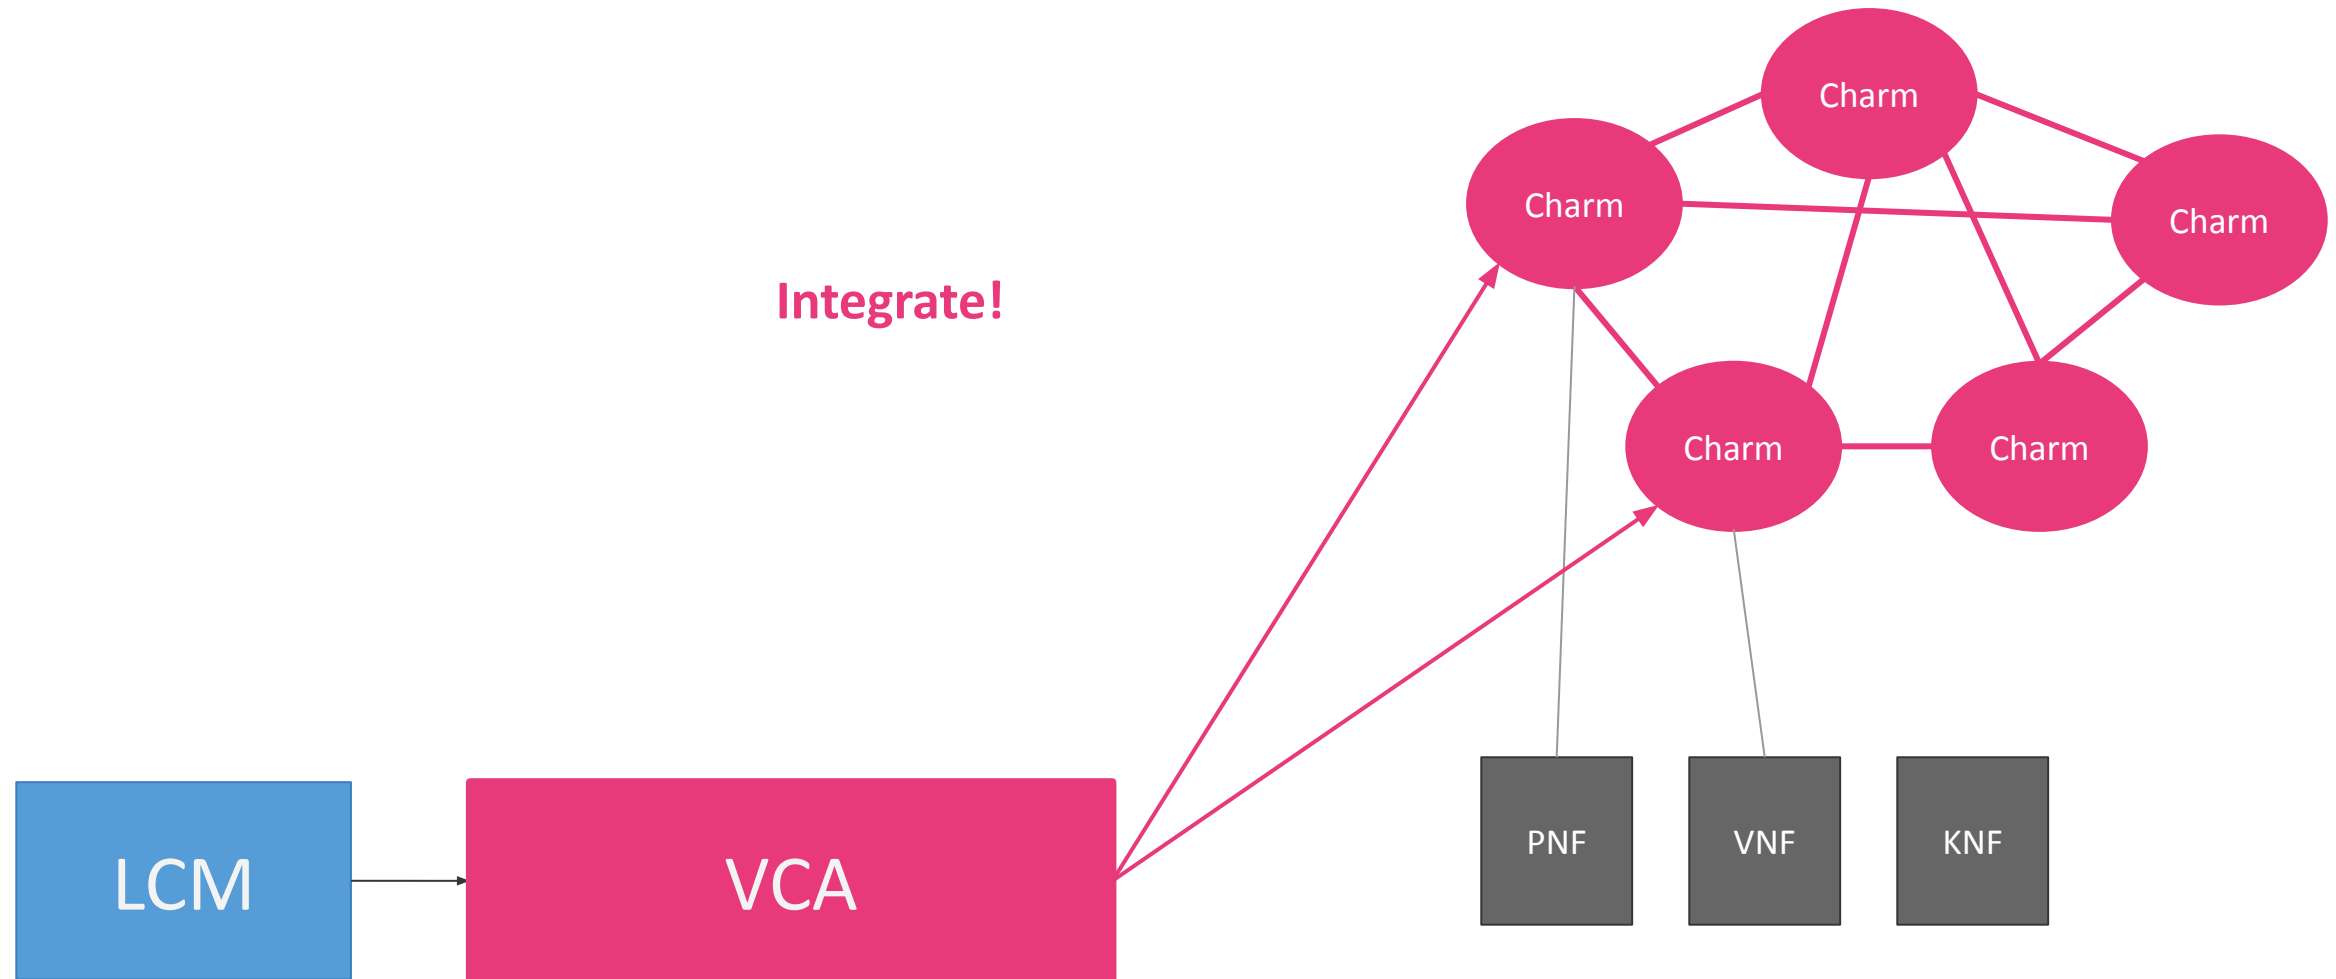 Charm
Charm
Charm
Integrate!
Charm
Charm
PNF
VNF
KNF
LCM
VCA